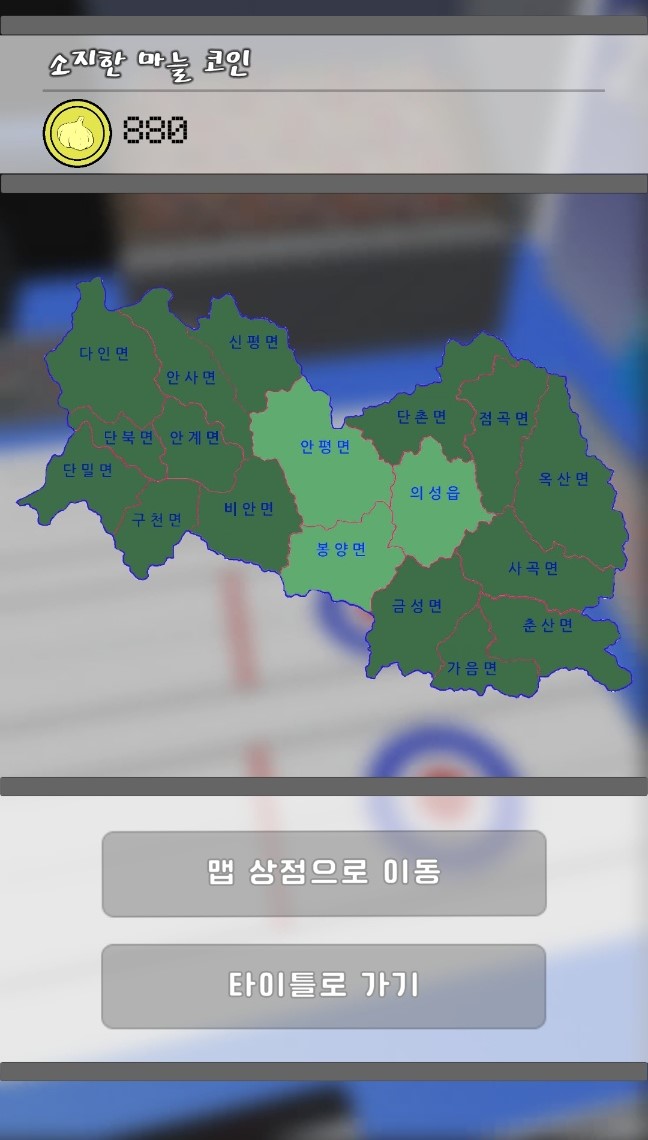 소지한 마늘 코인
880
신평면
다인면
안사면
단촌면
점곡면
단북면
안계면
안평면
단밀면
옥산면
의성읍
비안면
구천면
봉양면
사곡면
금성면
춘산면
가음면
맵 상점으로 이동
타이틀로 가기